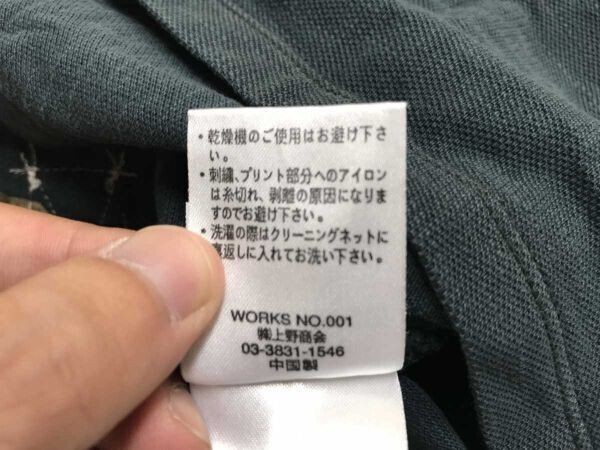 ・乾燥機のご使用はお避け下さ
い。
・刺繍、プリント部分へのアイロン
は糸切れ、剥離の原因になりま
すのでお避け下さい。
・洗濯の際はクリーニングネットに
裏返しに入れてお洗い下さい。
WORKS NO.001
㈱上野商会
03-3831-1546
中国製